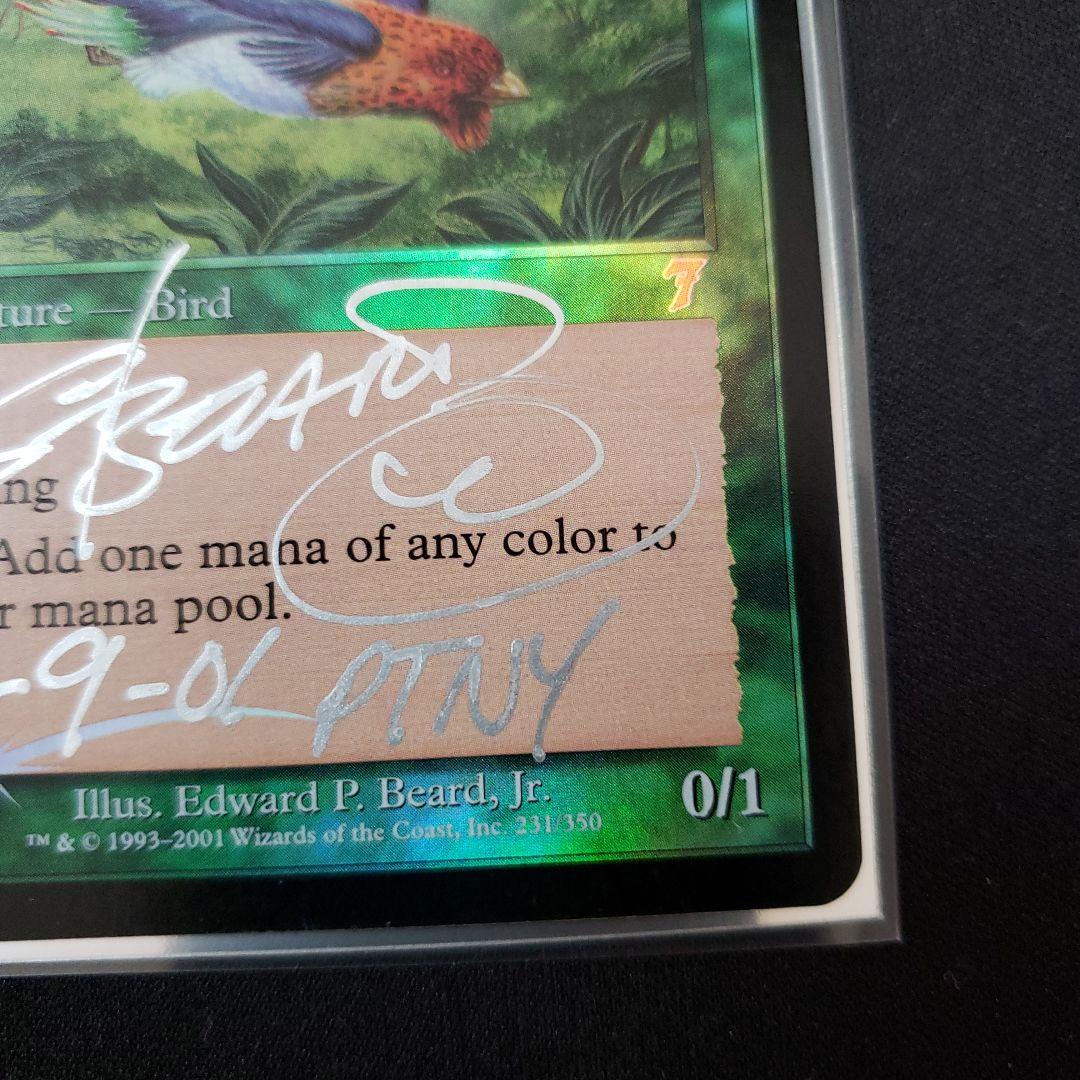 ture — Bird
7
BEARD
ng
Add one mana of any color to
r mana pool.
-9-01 PTNY
Illus. Edward P. Beard, Jr.
0/1
™ & © 1993–2001 Wizards of the Coast, Inc. 231/350